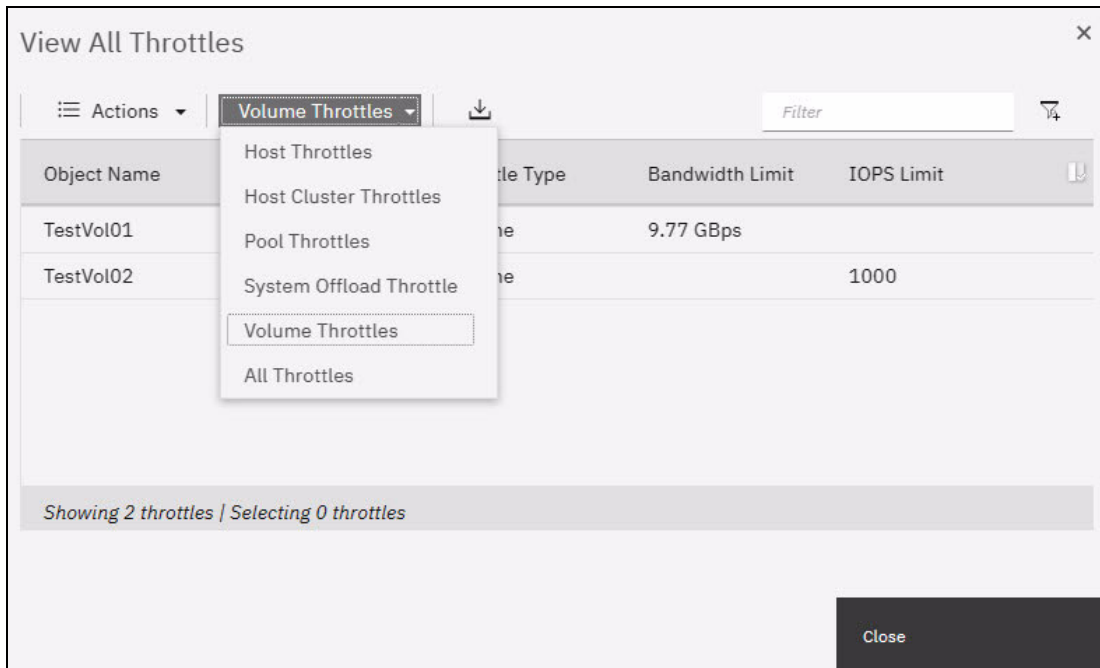 View All Throttles
Actions Volume Throttles Filter
Host Throttles
Object Name tle Type Bandwidth Limit IOPS Limit
Host Cluster Throttles
TestVol01 ne 9.77 GBps
Pool Throttles
TestVol02 ne 1000
System Offload Throttle
Volume Throttles
All Throttles
Showing 2 throttles | Selecting 0 throttles
Close